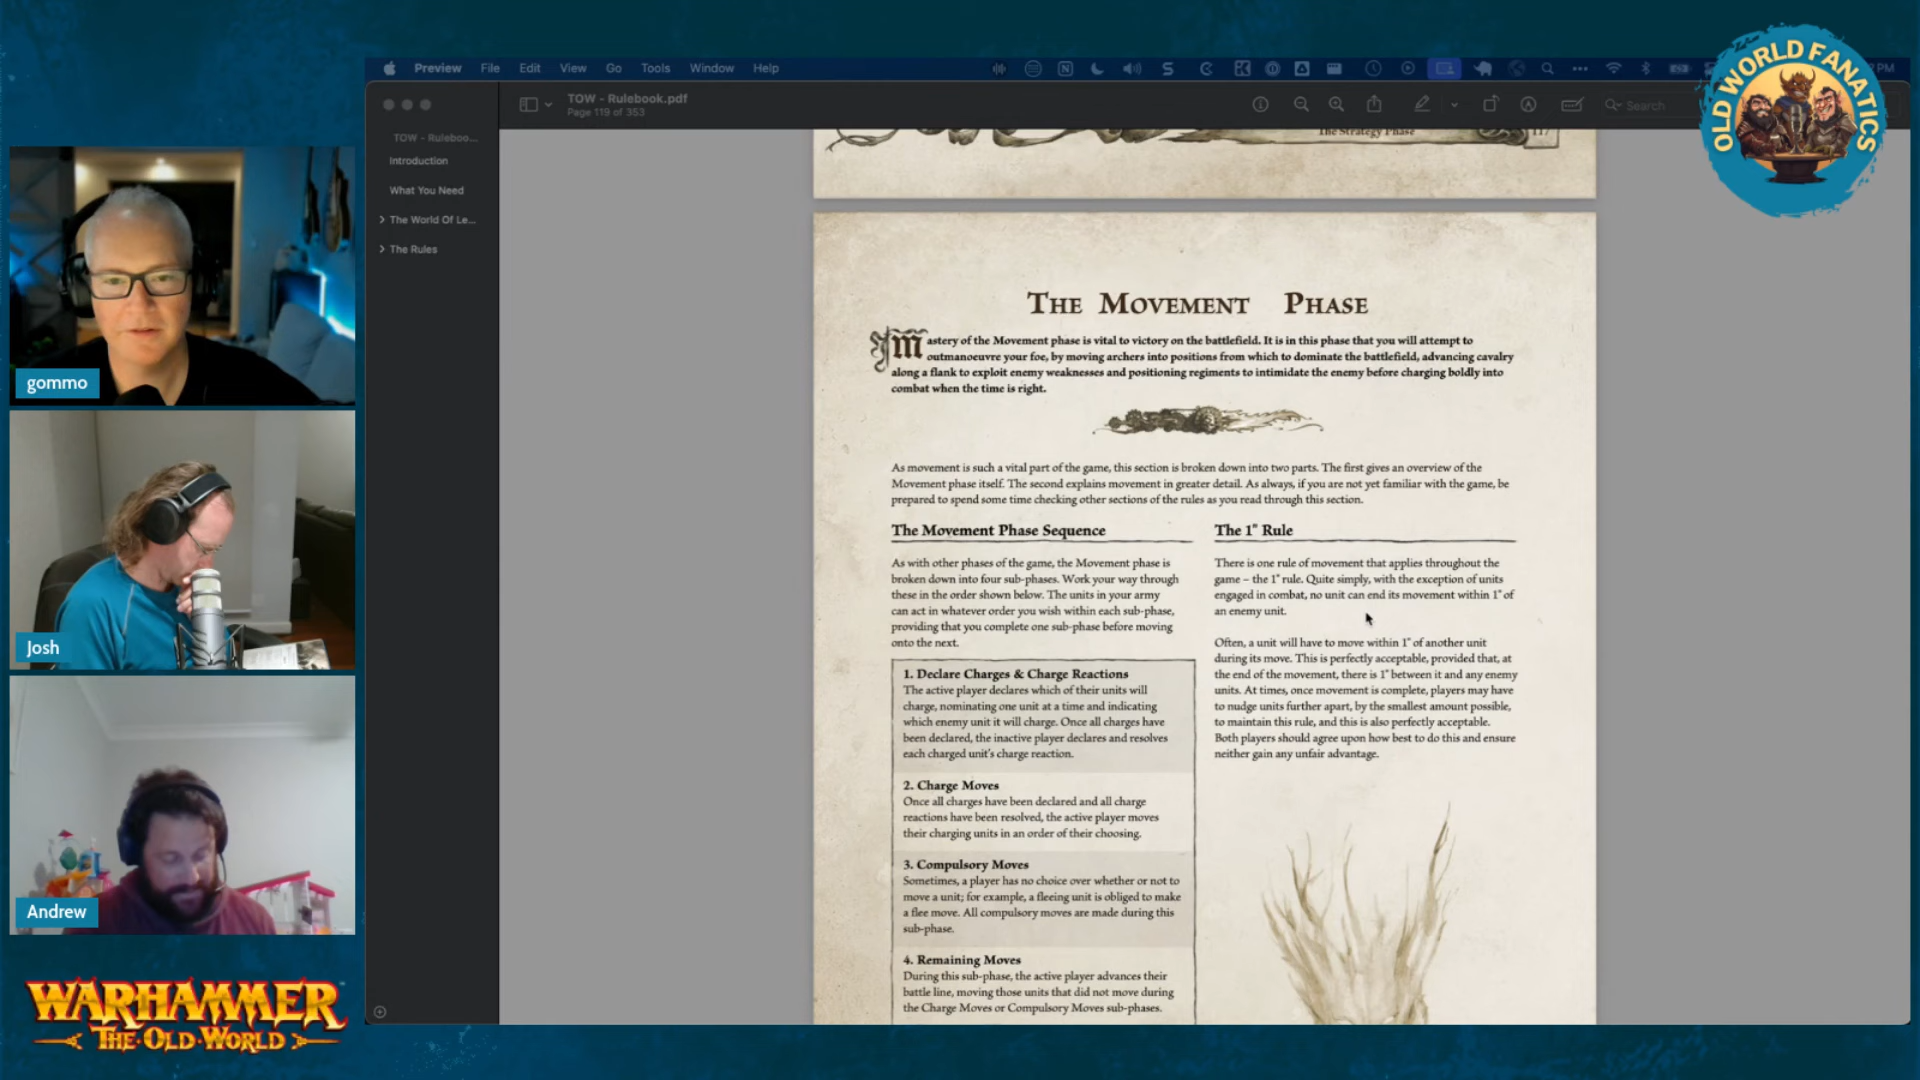 Preview File Edit View Go Tools Window Help
PM
TOW - Rulebook.pdf
Page 119 of 353
Search
TOW - Ruleboo...
Introduction
What You Need
The World Of Le...
The Rules
OLD WORLD FANATICS
gommo
Josh
Andrew
WARHAMMER
THE OLD WORLD
The Strategy Phase
117
The Movement Phase
Mastery of the Movement phase is vital to victory on the battlefield. It is in this phase that you will attempt to
outmanoeuvre your foe, by moving archers into positions from which to dominate the battlefield, advancing cavalry
along a flank to exploit enemy weaknesses and positioning regiments to intimidate the enemy before charging boldly into
combat when the time is right.
As movement is such a vital part of the game, this section is broken down into two parts. The first gives an overview of the
Movement phase itself. The second explains movement in greater detail. As always, if you are not yet familiar with the game, be
prepared to spend some time checking other sections of the rules as you read through this section.
The Movement Phase Sequence
As with other phases of the game, the Movement phase is
broken down into four sub-phases. Work your way through
these in the order shown below. The units in your army
can act in whatever order you wish within each sub-phase,
providing that you complete one sub-phase before moving
onto the next.
1. Declare Charges & Charge Reactions
The active player declares which of their units will
charge, nominating one unit at a time and indicating
which enemy unit it will charge. Once all charges have
been declared, the inactive player declares and resolves
each charged unit's charge reaction.
2. Charge Moves
Once all charges have been declared and all charge
reactions have been resolved, the active player moves
their charging units in an order of their choosing.
3. Compulsory Moves
Sometimes, a player has no choice over whether or not to
move a unit; for example, a fleeing unit is obliged to make
a flee move. All compulsory moves are made during this
sub-phase.
4. Remaining Moves
During this sub-phase, the active player advances their
battle line, moving those units that did not move during
the Charge Moves or Compulsory Moves sub-phases.
The 1" Rule
There is one rule of movement that applies throughout the
game – the 1" rule. Quite simply, with the exception of units
engaged in combat, no unit can end its movement within 1" of
an enemy unit.
Often, a unit will have to move within 1" of another unit
during its move. This is perfectly acceptable, provided that, at
the end of the movement, there is 1" between it and any enemy
units. At times, once movement is complete, players may have
to nudge units further apart, by the smallest amount possible,
to maintain this rule, and this is also perfectly acceptable.
Both players should agree upon how best to do this and ensure
neither gain any unfair advantage.